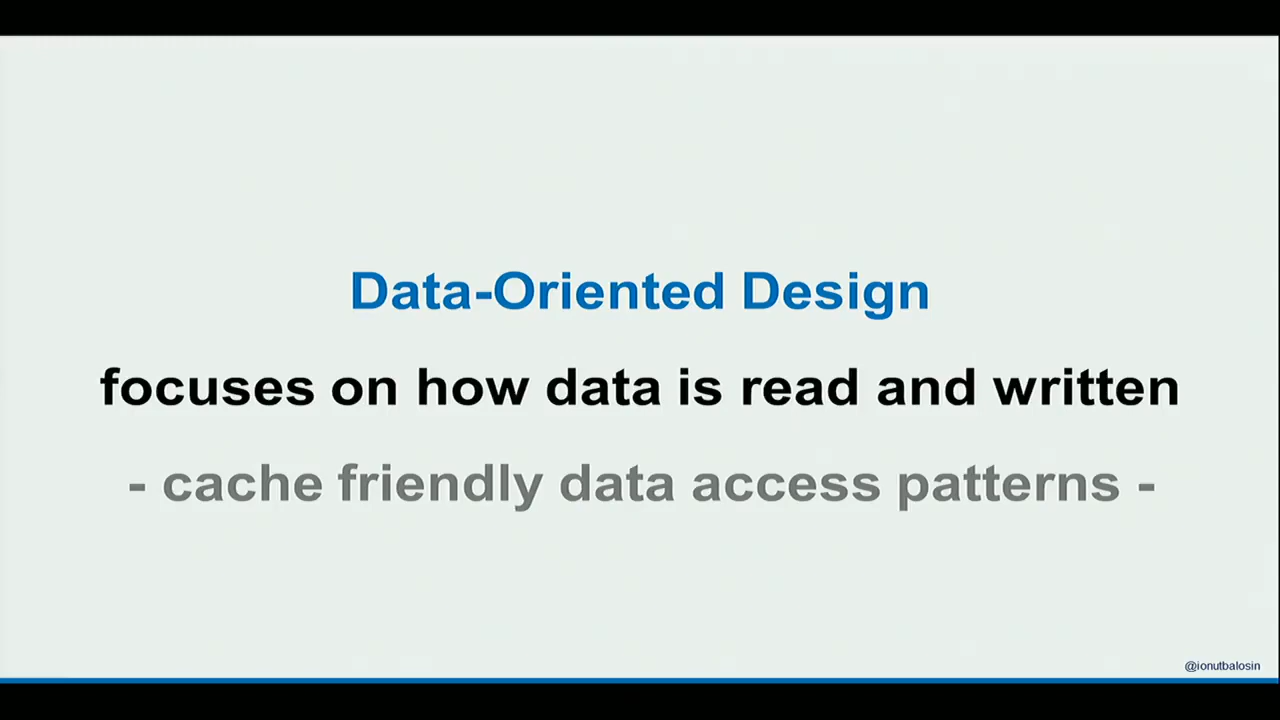 Data-Oriented Design
focuses on how data is read and written
- cache friendly data access patterns -
@ionutbalosin